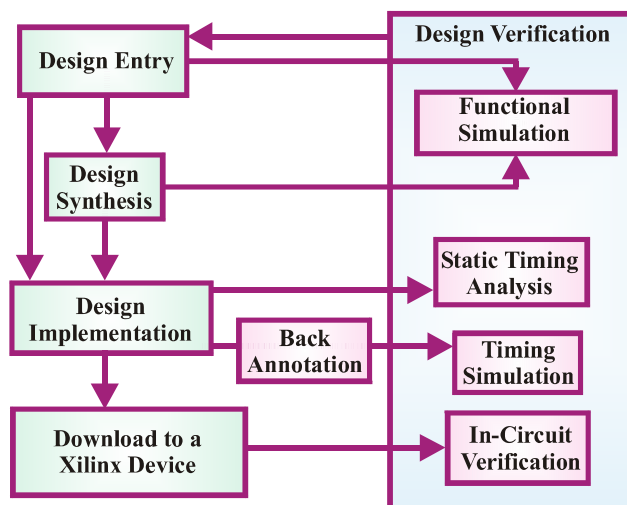 Design Entry
Design Verification
Functional
Simulation
Design
Synthesis
Static Timing
Analysis
Design
Implementation
Back
Annotation
Timing
Simulation
Download to a
Xilinx Device
In-Circuit
Verification